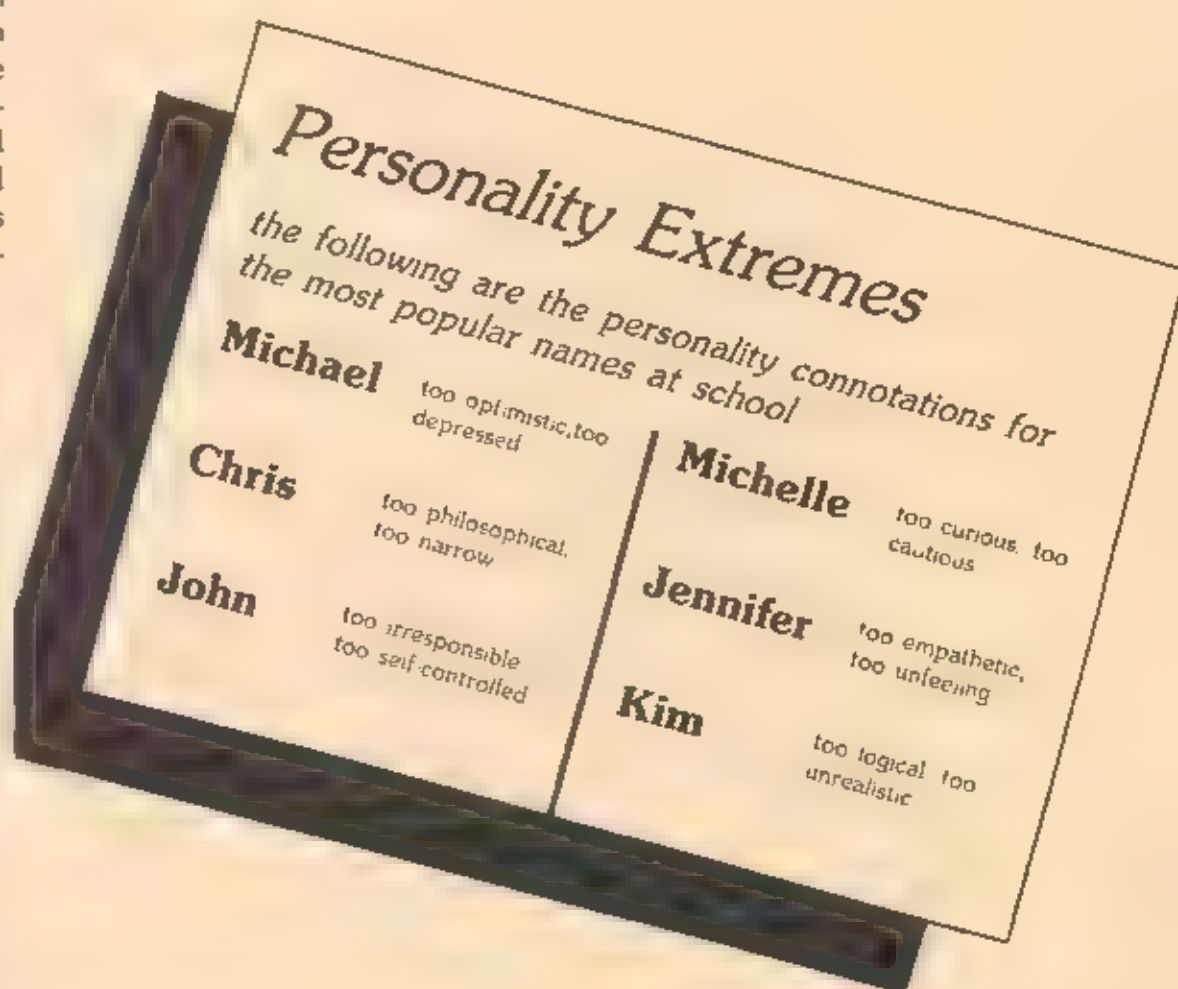 Personality Extremes
the following are the personality connotations for
the most popular names at school
Michael
too optimistic, too
depressed
Chris
too philosophical,
too narrow
John
too irresponsible
too self-controlled
Michelle
too curious, too
cautious
Jennifer
too empathetic,
too unfeeling
Kim
too logical too
unrealistic